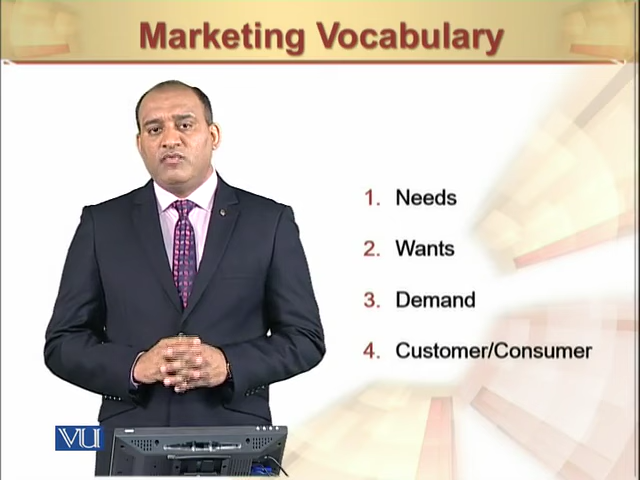 Marketing Vocabulary
1. Needs
2. Wants
3. Demand
4. Customer/Consumer
VU